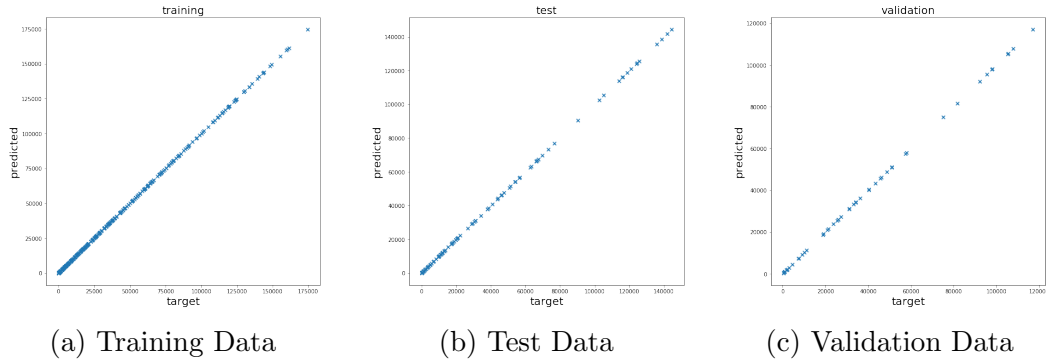 training
175000
150000
125000
100000
75000
50000
25000
0
predicted
0 25000 50000 75000 100000 125000 150000 175000
target
(a) Training Data
test
140000
120000
100000
80000
60000
40000
20000
0
predicted
0 20000 40000 60000 80000 100000 120000 140000
target
(b) Test Data
validation
120000
100000
80000
60000
40000
20000
0
predicted
0 20000 40000 60000 80000 100000 120000
target
(c) Validation Data